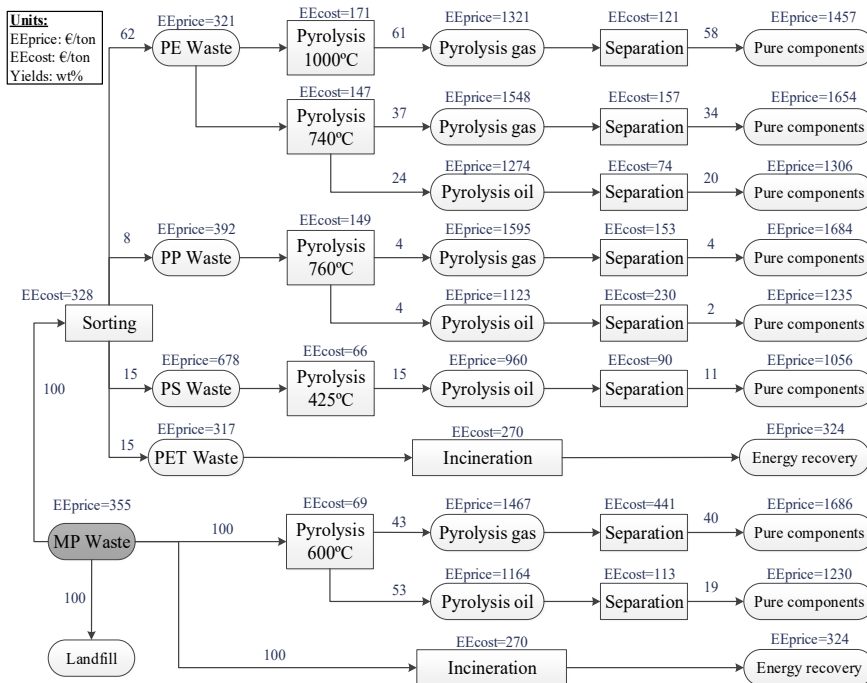 Units:
EEprice: €/ton
EEcost: €/ton
Yields: wt%
EEprice=321
EEcost=171
EEprice=1321
EEcost=121
EEprice=1457
62
PE Waste
Pyrolysis
1000ºC
61
Pyrolysis gas
Separation
58
Pure components
EEcost=147
EEprice=1548
EEcost=157
EEprice=1654
Pyrolysis
740ºC
37
Pyrolysis gas
Separation
34
Pure components
EEprice=1274
EEcost=74
EEprice=1306
24
Pyrolysis oil
Separation
20
Pure components
EEprice=392
EEcost=149
EEprice=1595
EEcost=153
EEprice=1684
8
PP Waste
Pyrolysis
760ºC
4
Pyrolysis gas
Separation
4
Pure components
EEprice=1123
EEcost=230
EEprice=1235
4
Pyrolysis oil
Separation
2
Pure components
EEcost=328
Sorting
EEprice=678
EEcost=66
EEprice=960
EEcost=90
EEprice=1056
100
15
PS Waste
Pyrolysis
425ºC
15
Pyrolysis oil
Separation
11
Pure components
EEprice=317
EEcost=270
EEprice=324
15
PET Waste
Incineration
Energy recovery
EEprice=355
EEcost=69
EEprice=1467
EEcost=441
EEprice=1686
MP Waste
100
Pyrolysis
600ºC
43
Pyrolysis gas
Separation
40
Pure components
EEprice=1164
EEcost=113
EEprice=1230
100
53
Pyrolysis oil
Separation
19
Pure components
EEcost=270
EEprice=324
Landfill
100
Incineration
Energy recovery